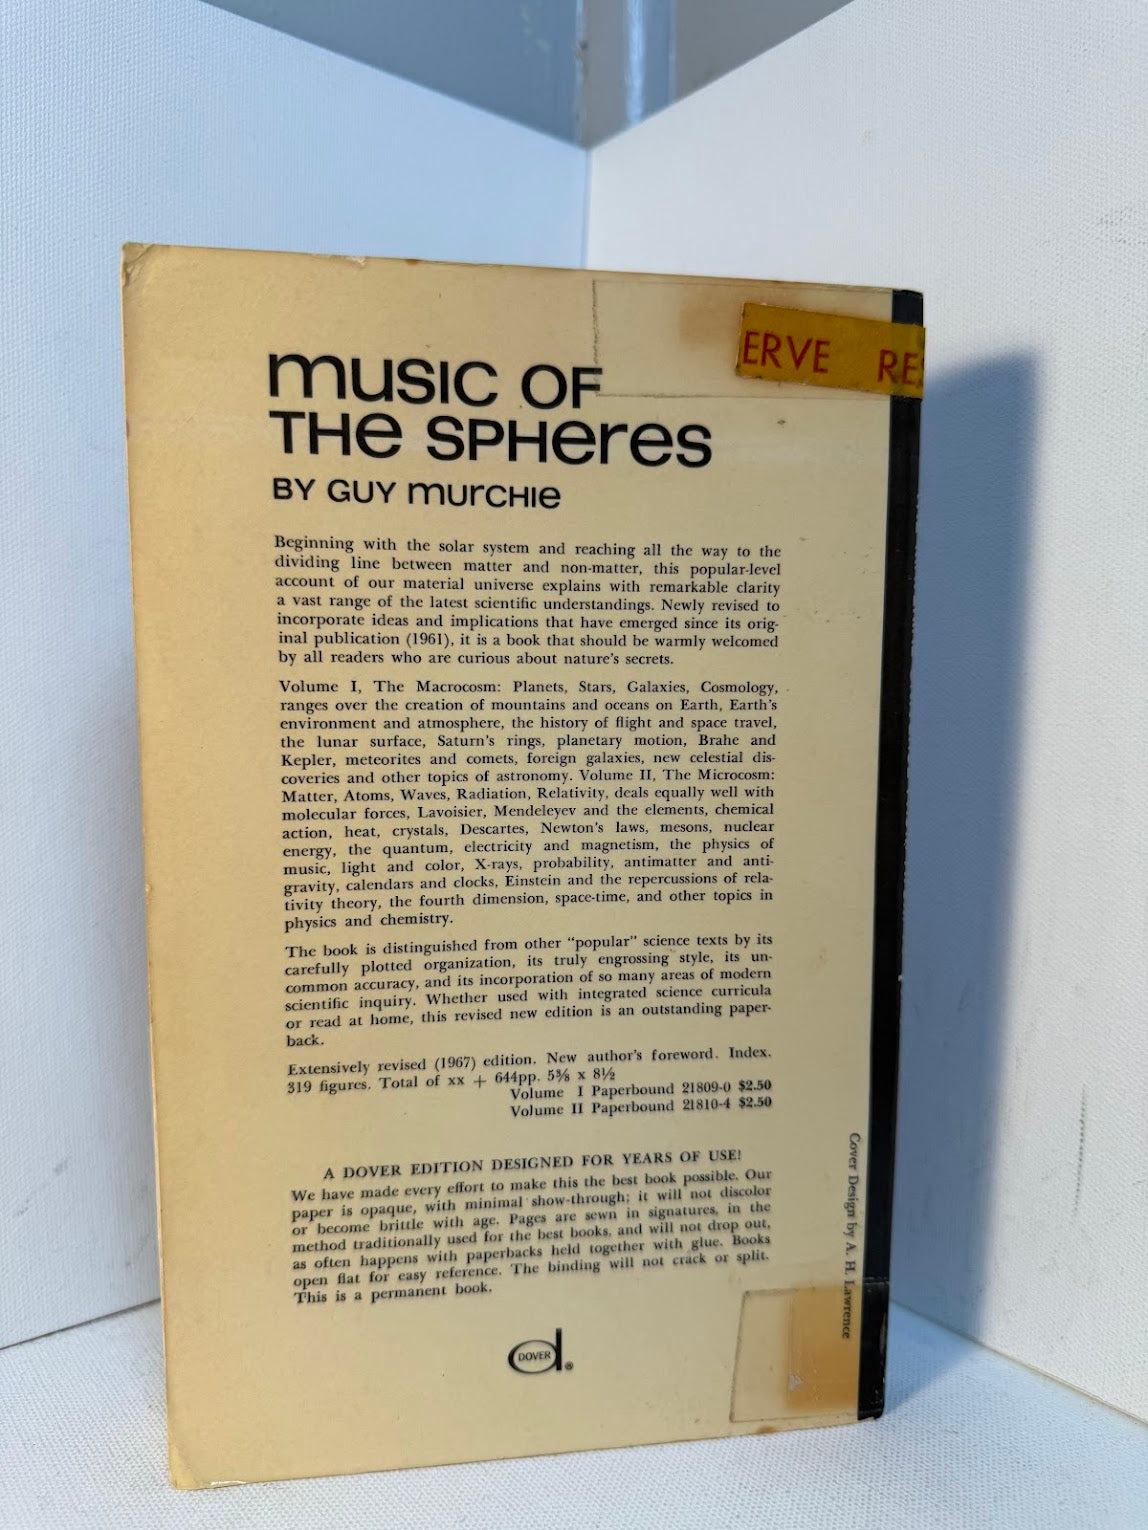 ERVE RES
music of
THE SPHERES
BY GUY murchie
Beginning with the solar system and reaching all the way to the
dividing line between matter and non-matter, this popular-level
account of our material universe explains with remarkable clarity
a vast range of the latest scientific understandings. Newly revised to
incorporate ideas and implications that have emerged since its orig-
inal publication (1961), it is a book that should be warmly welcomed
by all readers who are curious about nature's secrets.
Volume I, The Macrocosm: Planets, Stars, Galaxies, Cosmology,
ranges over the creation of mountains and oceans on Earth, Earth's
environment and atmosphere, the history of flight and space travel,
the lunar surface, Saturn's rings, planetary motion, Brahe and
Kepler, meteorites and comets, foreign galaxies, new celestial dis-
coveries and other topics of astronomy. Volume II, The Microcosm:
Matter, Atoms, Waves, Radiation, Relativity, deals equally well with
molecular forces, Lavoisier, Mendeleyev and the elements, chemical
action, heat, crystals, Descartes, Newton's laws, mesons, nuclear
energy, the quantum, electricity and magnetism, the physics of
music, light and color, X-rays, probability, antimatter and anti-
gravity, calendars and clocks, Einstein and the repercussions of rela-
tivity theory, the fourth dimension, space-time, and other topics in
physics and chemistry.
The book is distinguished from other "popular" science texts by its
carefully plotted organization, its truly engrossing style, its un-
common accuracy, and its incorporation of so many areas of modern
scientific inquiry. Whether used with integrated science curricula
or read at home, this revised new edition is an outstanding paper-
back.
Extensively revised (1967) edition. New author's foreword. Index.
319 figures. Total of xx + 644pp. 5⅜ x 8½
Volume I Paperbound 21809-0 $2.50
Volume II Paperbound 21810-4 $2.50
A DOVER EDITION DESIGNED FOR YEARS OF USE!
We have made every effort to make this the best book possible. Our
paper is opaque, with minimal show-through; it will not discolor
or become brittle with age. Pages are sewn in signatures, in the
method traditionally used for the best books, and will not drop out,
as often happens with paperbacks held together with glue. Books
open flat for easy reference. The binding will not crack or split.
This is a permanent book.
DOVER ®
Cover Design by A. H. Lawrence